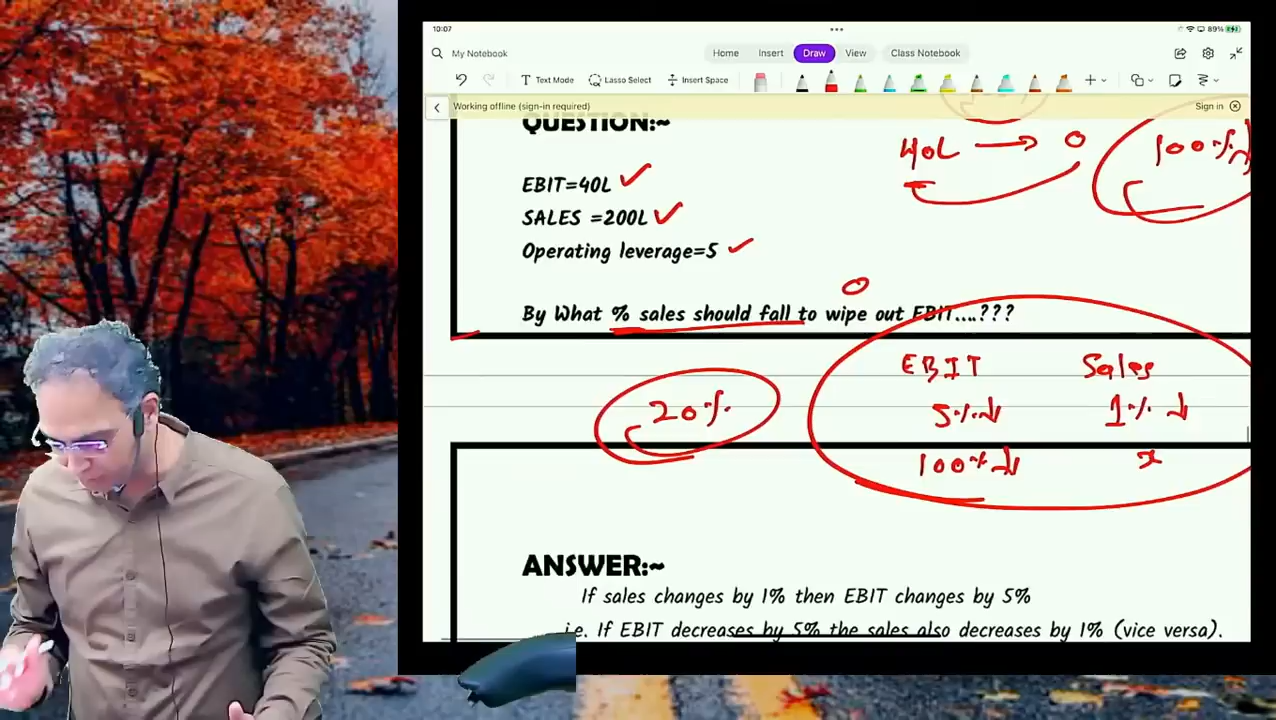 10:07
89%
My Notebook
Home Insert Draw View Class Notebook
Text Mode Lasso Select Insert Space
Working offline (sign-in required) Sign in
QUESTION:~
40L → 0 100%
EBIT=40L
SALES =200L
Operating leverage=5
0
By What % sales should fall to wipe out EBIT....???
EBIT Sales
20% 5%↓ 1%↓
100%↓ x
ANSWER:~
If sales changes by 1% then EBIT changes by 5%
i.e. If EBIT decreases by 5% the sales also decreases by 1% (vice versa).